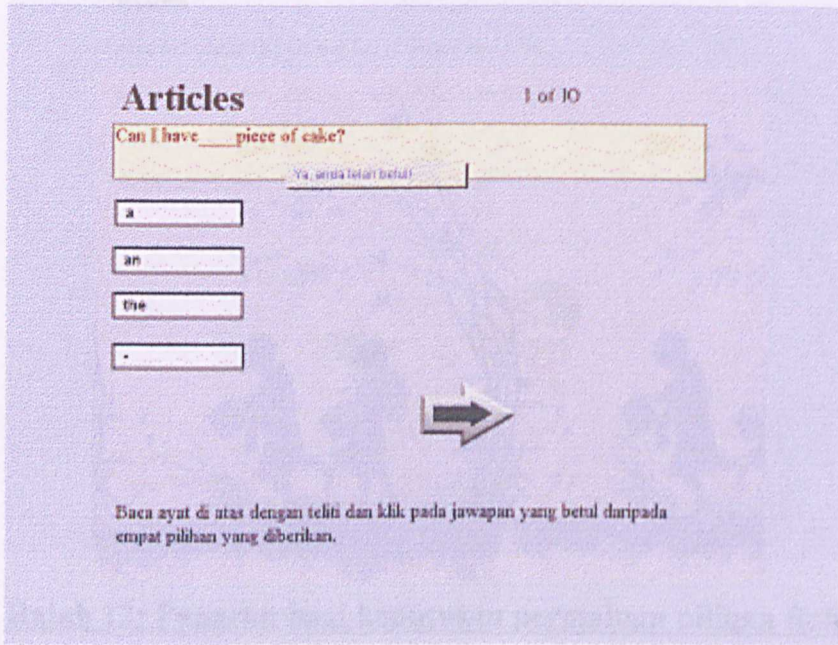 Articles
1 of 10
Can I have____piece of cake?
Ya, anda telah betul!
a
an
the
-
Baca ayat di atas dengan teliti dan klik pada jawapan yang betul daripada
empat pilihan yang diberikan.